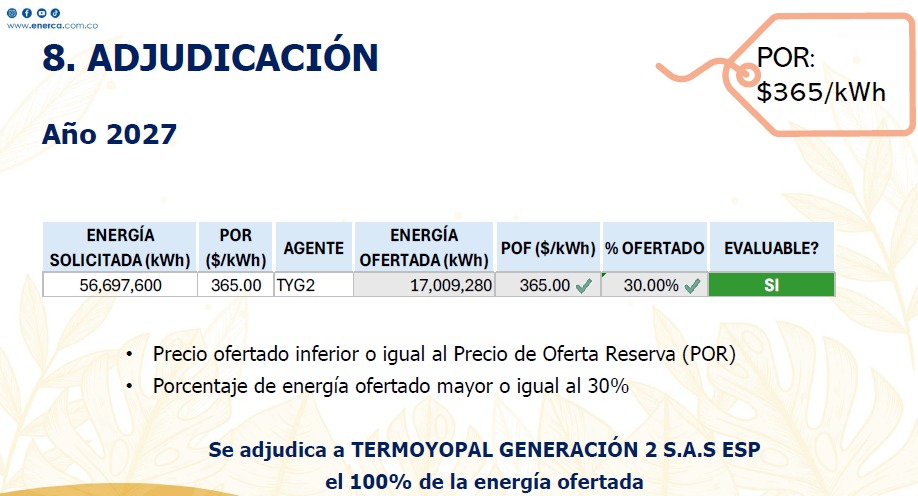 www.enerca.com.co
8. ADJUDICACIÓN
POR:
$365/kWh
Año 2027
ENERGÍA SOLICITADA (kWh) POR ($/kWh) AGENTE ENERGÍA OFERTADA (kWh) POF ($/kWh) % OFERTADO EVALUABLE?
56,697,600 365.00 TYG2 17,009,280 365.00 30.00% SI
• Precio ofertado inferior o igual al Precio de Oferta Reserva (POR)
• Porcentaje de energía ofertado mayor o igual al 30%
Se adjudica a TERMOYOPAL GENERACIÓN 2 S.A.S ESP
el 100% de la energía ofertada